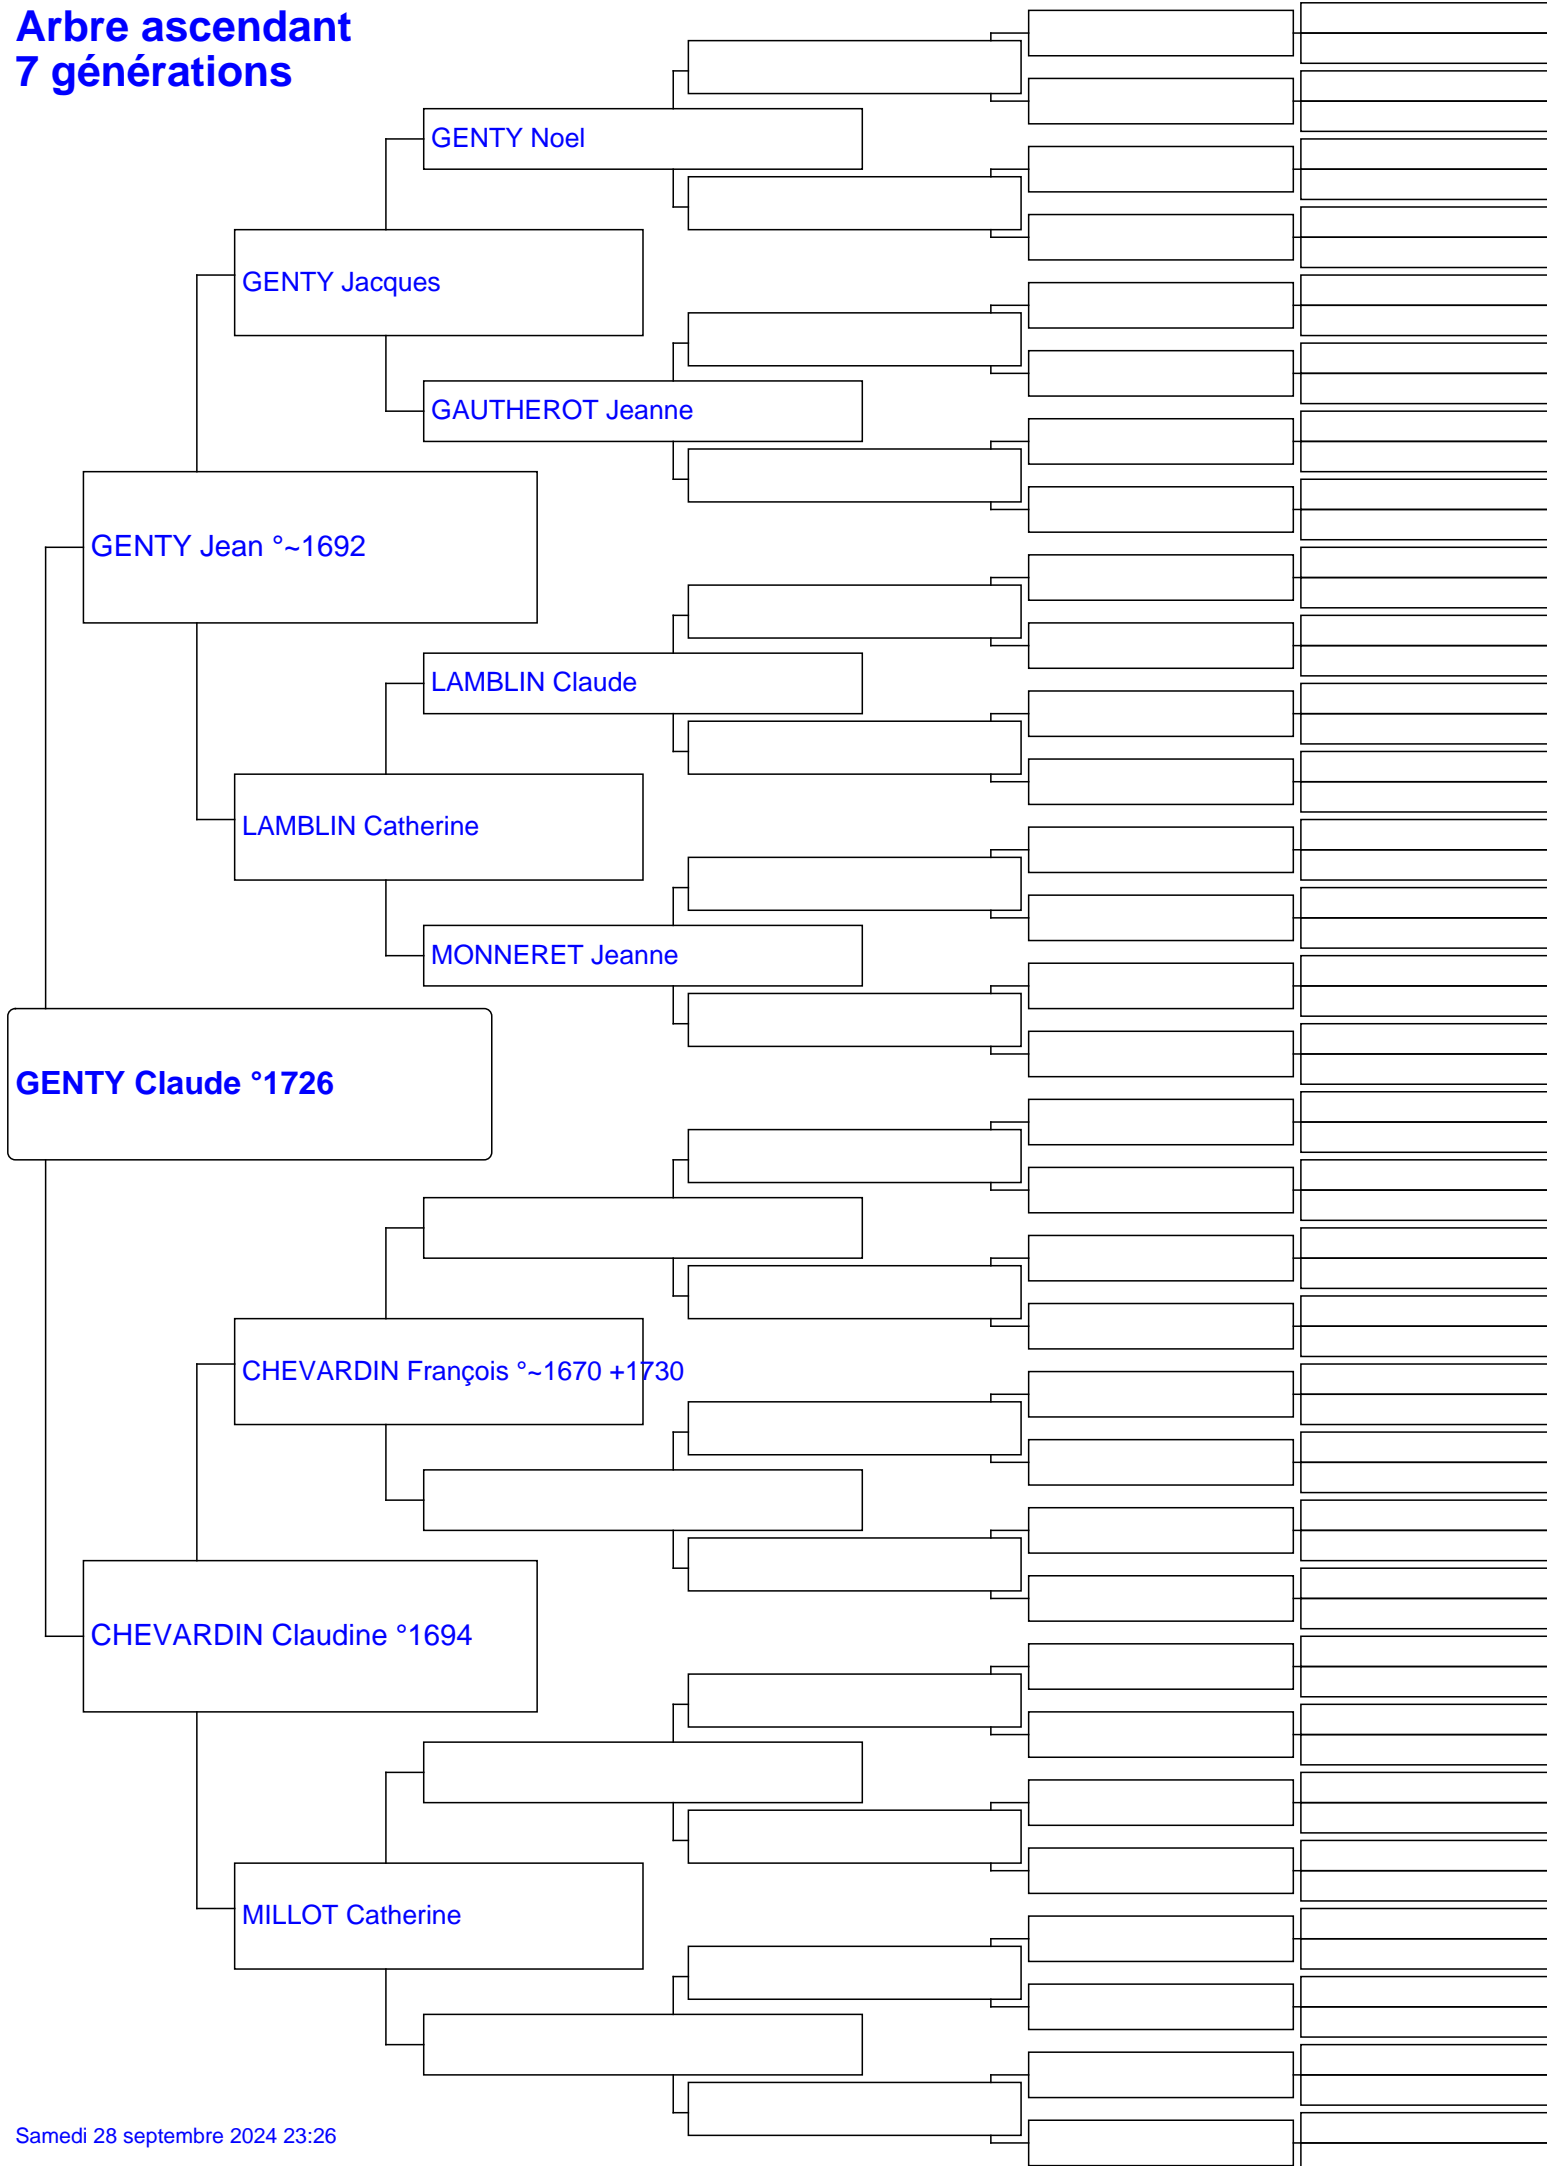 Arbre ascendant
7 générations
GENTY Noel
GENTY Jacques
GAUTHEROT Jeanne
GENTY Jean °~1692
LAMBLIN Claude
LAMBLIN Catherine
MONNERET Jeanne
GENTY Claude °1726
CHEVARDIN François °~1670 +1730
CHEVARDIN Claudine °1694
MILLOT Catherine
Samedi 28 septembre 2024 23:26